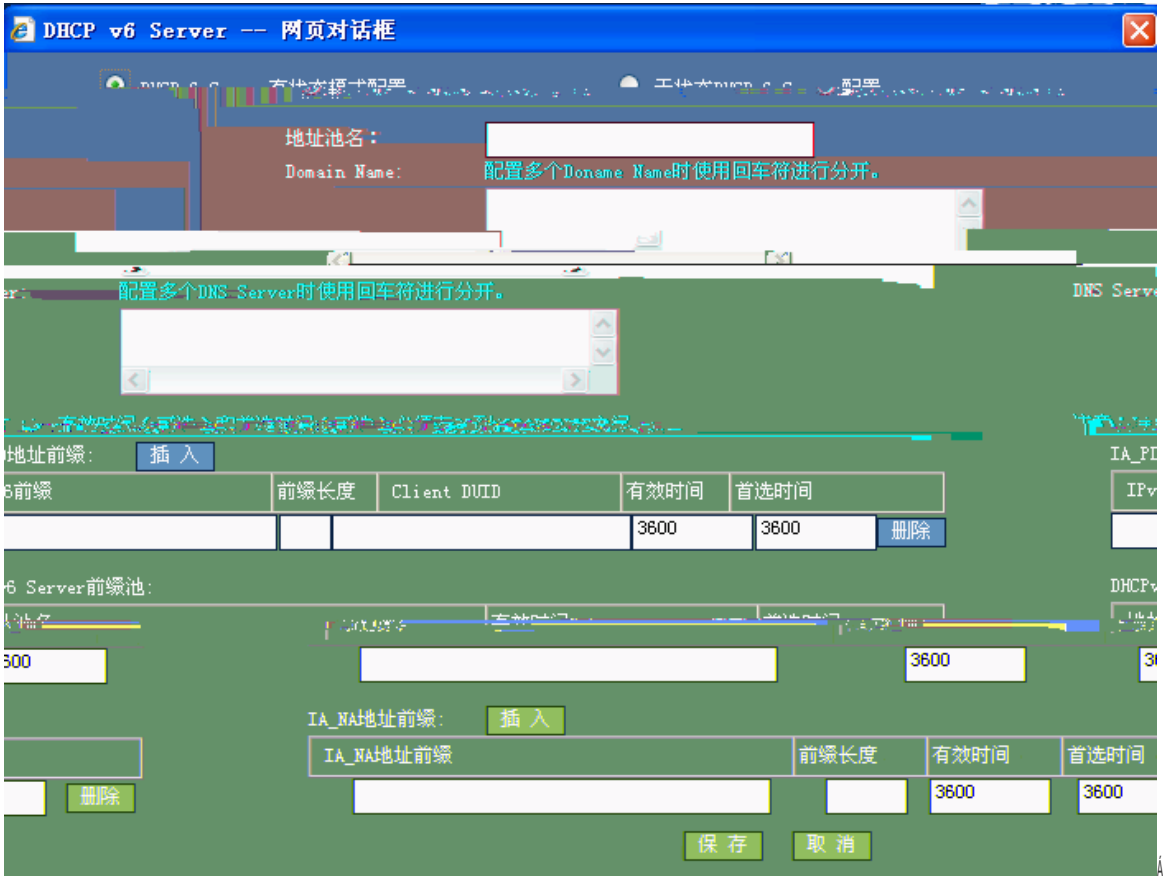 DHCP v6 Server -- 网页对话框
地址池名：
Domain Name: 配置多个Doname Name时使用回车符进行分开。
er: 配置多个DNS Server时使用回车符进行分开。 DNS Serve
地址前缀: 插 入 IA_PD
6前缀 前缀长度 Client DUID 有效时间 首选时间 IPv
3600 3600 删除
v6 Server前缀池: DHCPv
600 3600 3
IA_NA地址前缀: 插 入
IA_NA地址前缀 前缀长度 有效时间 首选时间
删除 3600 3600
保 存 取 消